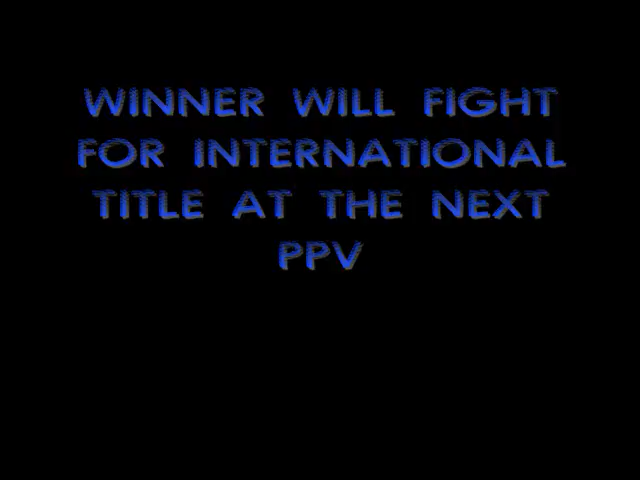 WINNER WILL FIGHT
FOR INTERNATIONAL
TITLE AT THE NEXT
PPV